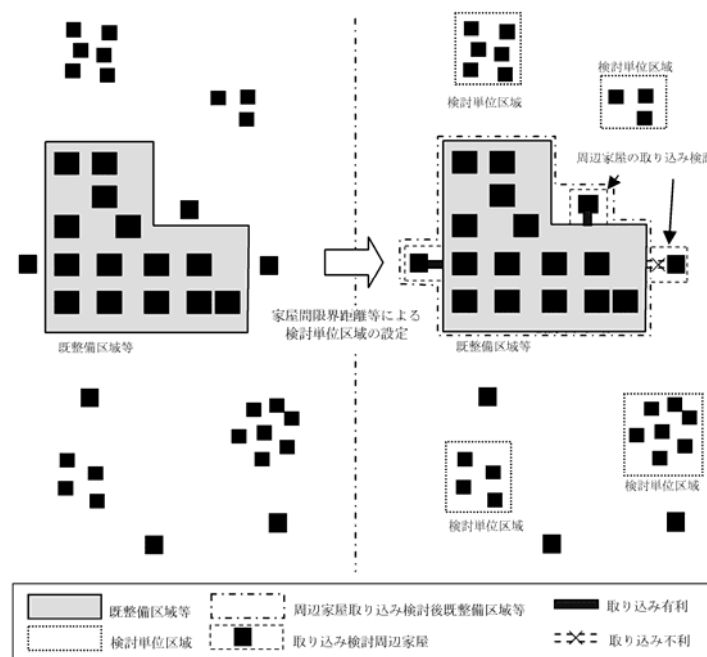 検討単位区域
検討単位区域
周辺家屋の取り込み検討
家屋間限界距離等による
検討単位区域の設定
既整備区域等
既整備区域等
検討単位区域
検討単位区域
既整備区域等
周辺家屋取り込み検討後既整備区域等
取り込み有利
検討単位区域
取り込み検討周辺家屋
取り込み不利